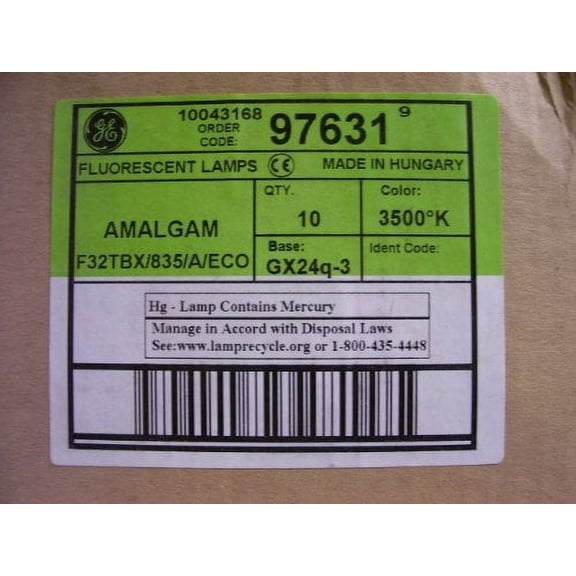 GE
10043168
ORDER
CODE: 97631 9
FLUORESCENT LAMPS CE MADE IN HUNGARY
AMALGAM
F32TBX/835/A/ECO
QTY.
10
Color:
3500°K
Base:
GX24q-3
Ident Code:
Hg - Lamp Contains Mercury
Manage in Accord with Disposal Laws
See:www.lamprecycle.org or 1-800-435-4448